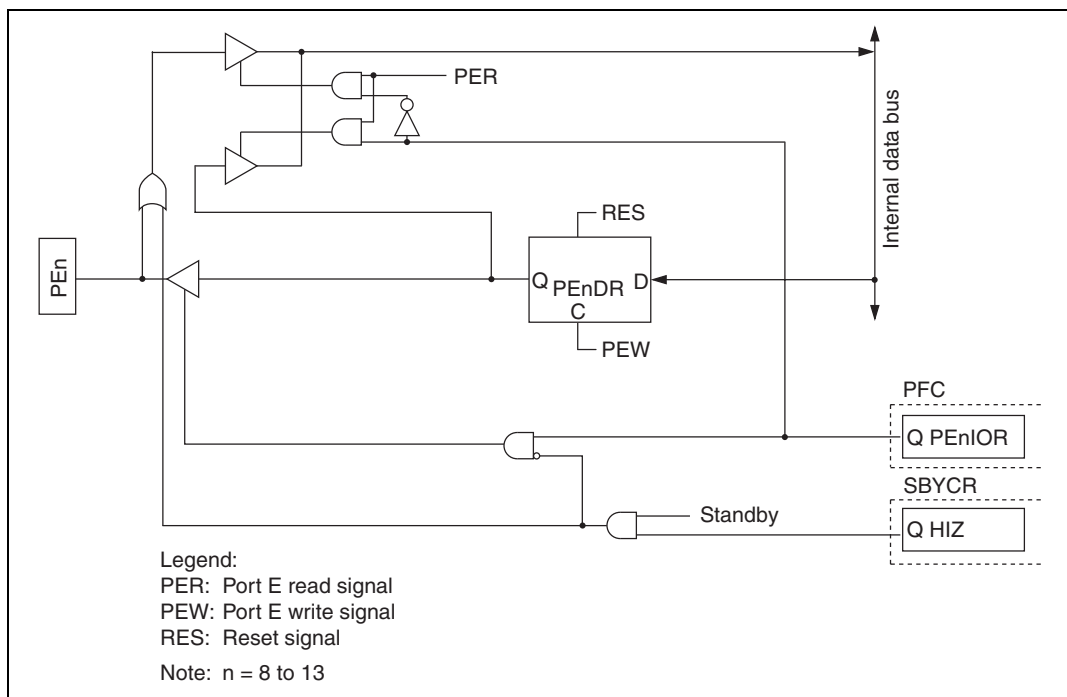 PER
Internal data bus
RES
PEn
Q PEnDR D
C
PEW
PFC
Q PEnIOR
SBYCR
Standby
Q HIZ
Legend:
PER: Port E read signal
PEW: Port E write signal
RES: Reset signal
Note: n = 8 to 13